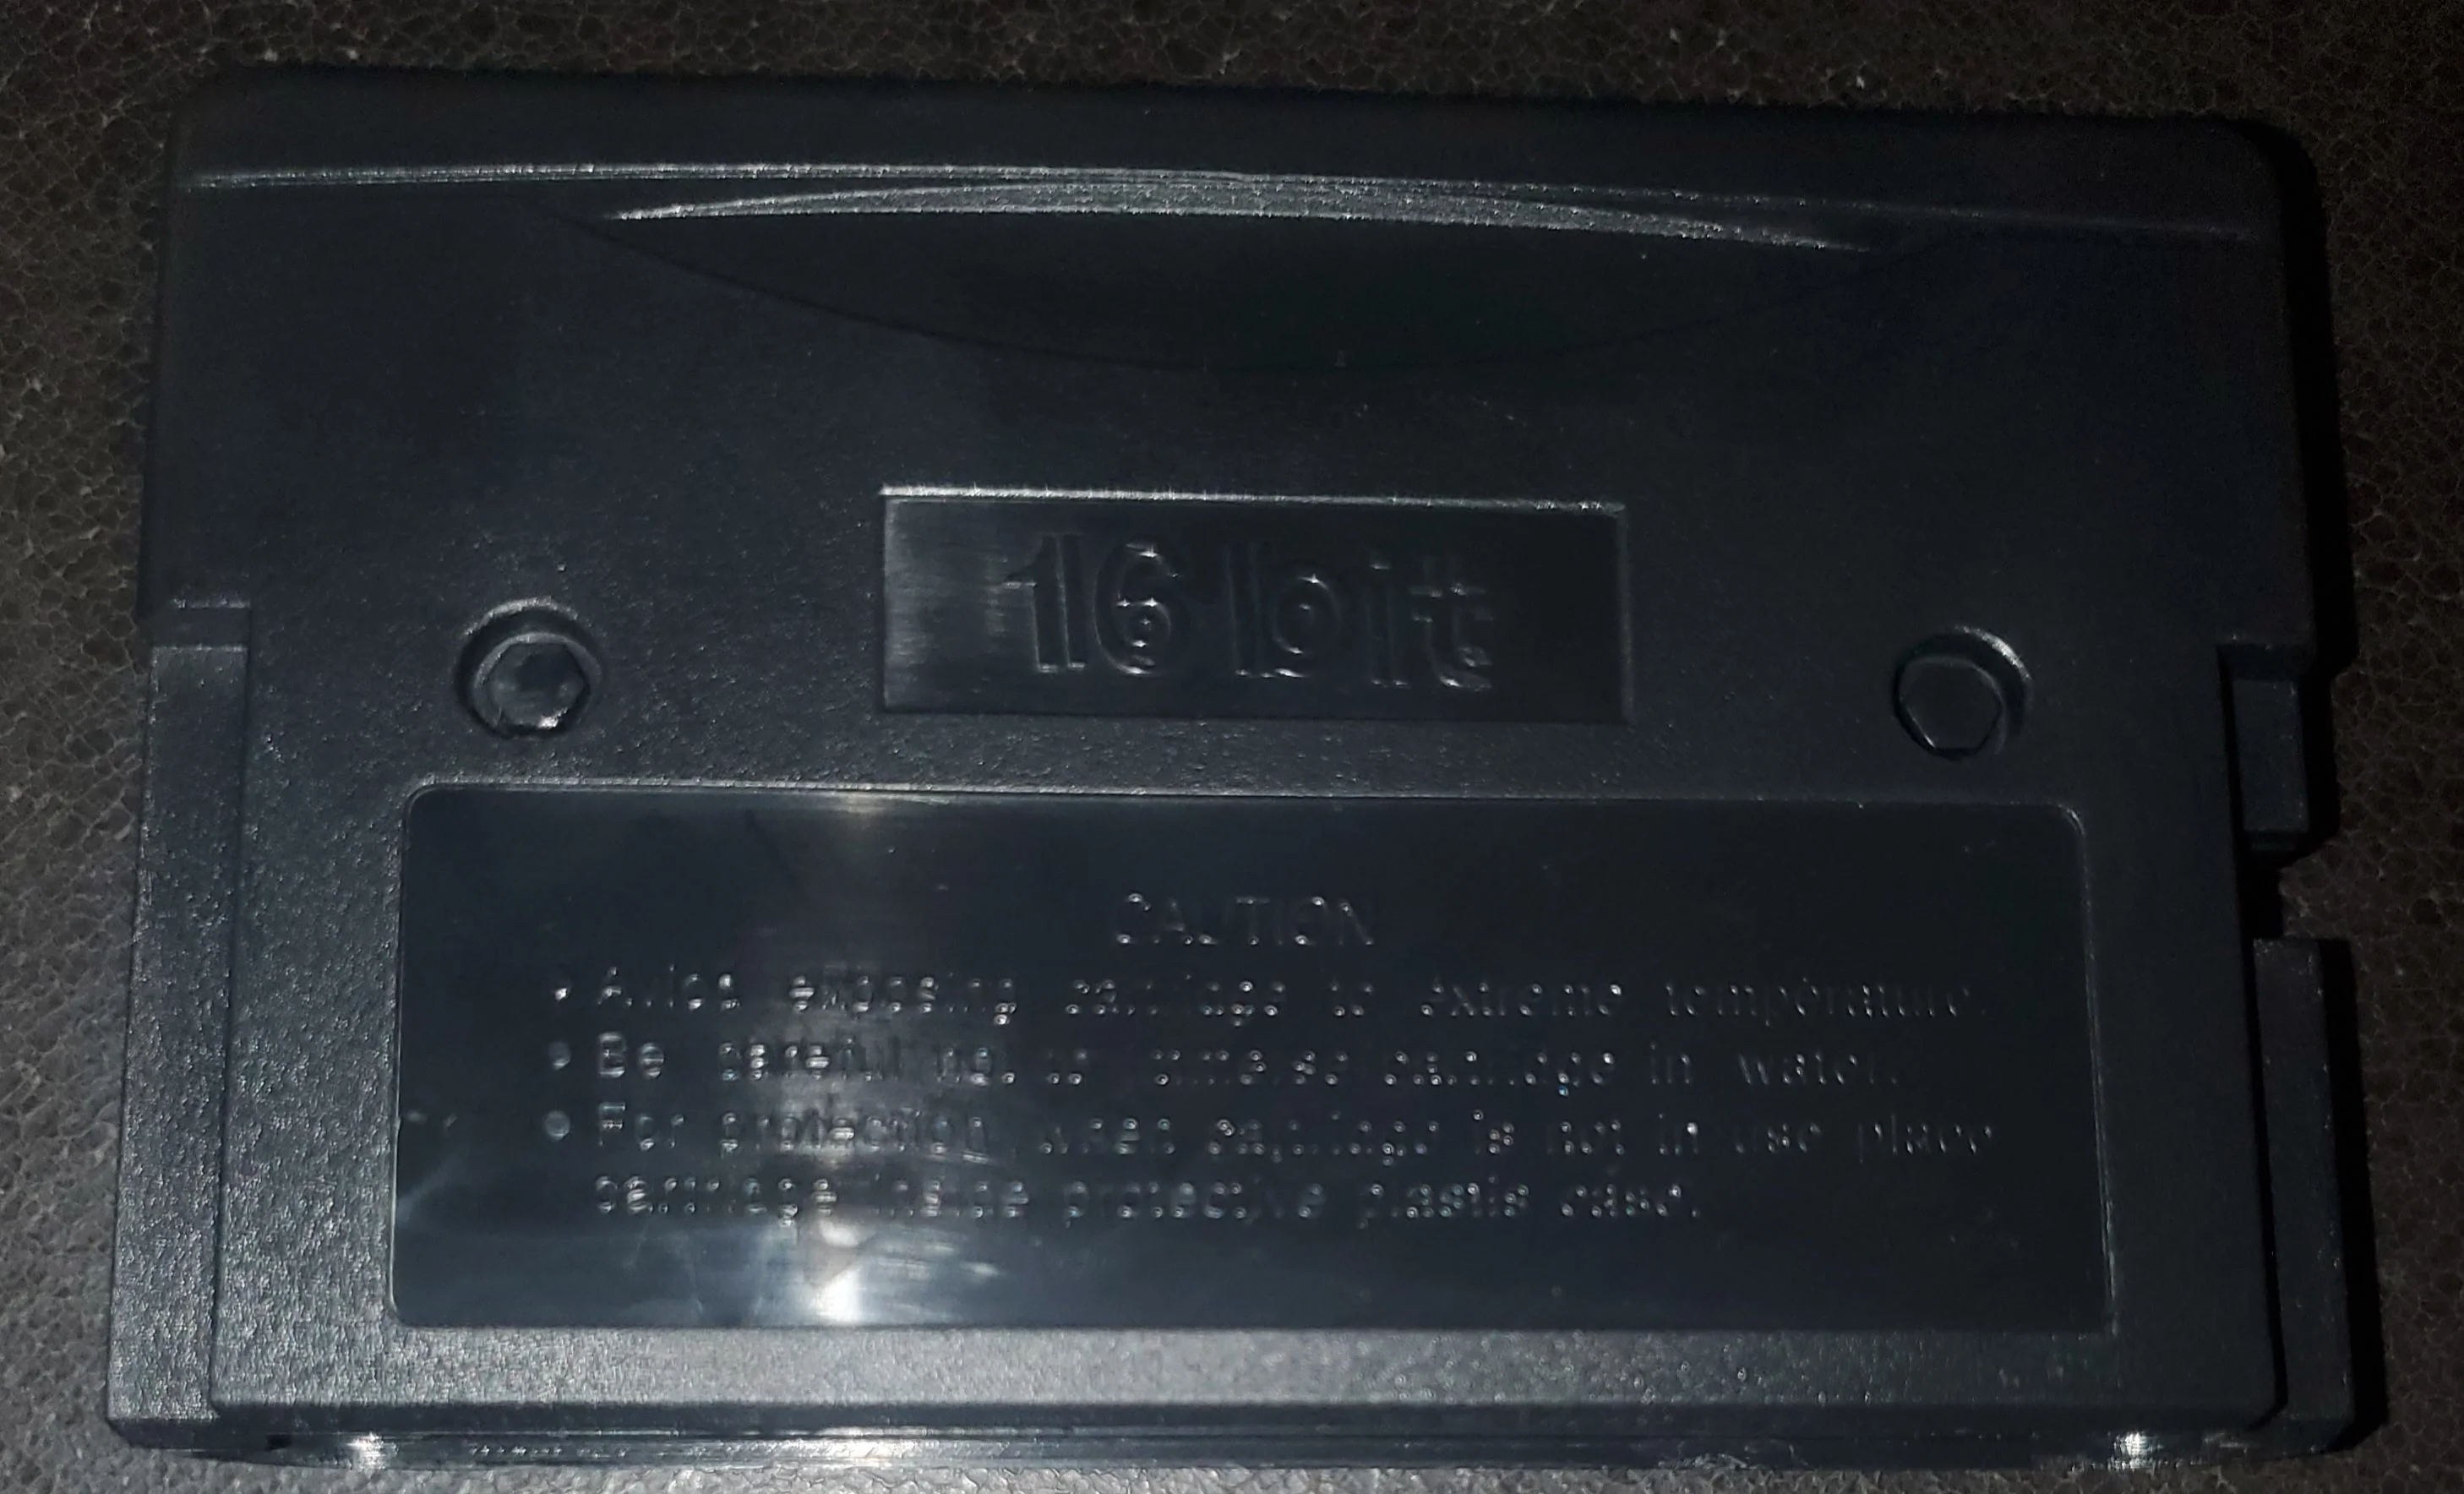 16 bit
CAUTION
• Aviod exposing cartridge to extreme temperature.
• Be careful not to immerse cartridge in water.
• For protection, when cartridge is not in use place
cartridge inside protective plastic case.